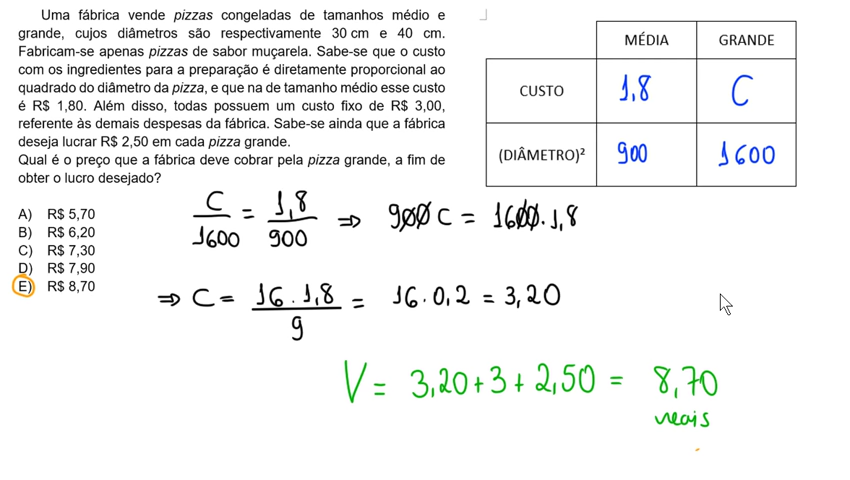 Uma fábrica vende pizzas congeladas de tamanhos médio e
grande, cujos diâmetros são respectivamente 30 cm e 40 cm.
Fabricam-se apenas pizzas de sabor muçarela. Sabe-se que o custo
com os ingredientes para a preparação é diretamente proporcional ao
quadrado do diâmetro da pizza, e que na de tamanho médio esse custo
é R$ 1,80. Além disso, todas possuem um custo fixo de R$ 3,00,
referente às demais despesas da fábrica. Sabe-se ainda que a fábrica
deseja lucrar R$ 2,50 em cada pizza grande.
Qual é o preço que a fábrica deve cobrar pela pizza grande, a fim de
obter o lucro desejado?
A) R$ 5,70
B) R$ 6,20
C) R$ 7,30
D) R$ 7,90
E) R$ 8,70
MÉDIA GRANDE
CUSTO 1,8 C
(DIÂMETRO)² 900 1600
C/1600 = 1,8/900 ⇒ 900 C = 1600 . 1,8
⇒ C = 16 . 1,8/9 = 16 . 0,2 = 3,20
V = 3,20 + 3 + 2,50 = 8,70
reais